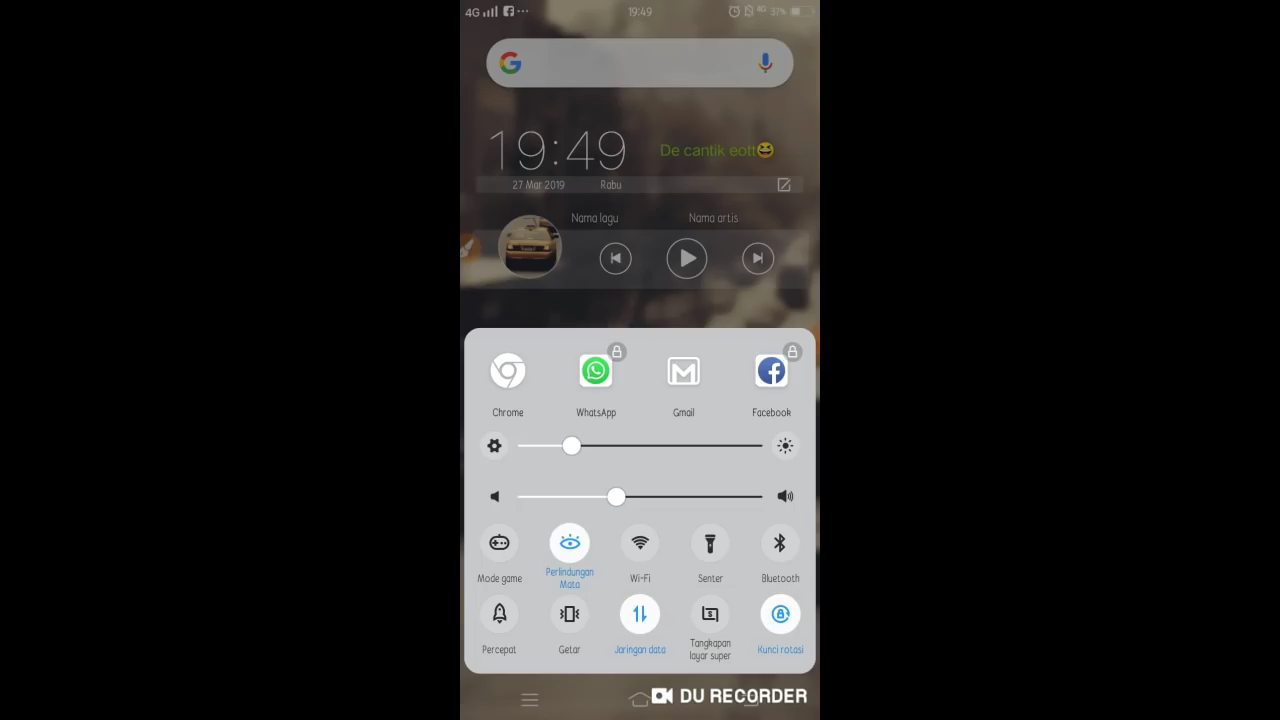 4G 19:49 4G 37%
19:49
De cantik eott😆
27 Mar 2019 Rabu
Nama lagu Nama artis
Chrome WhatsApp Gmail Facebook
Mode game Perlindungan Mata Wi-Fi Senter Bluetooth
Percepat Getar Jaringan data Tangkapan layar super Kunci rotasi
DU RECORDER